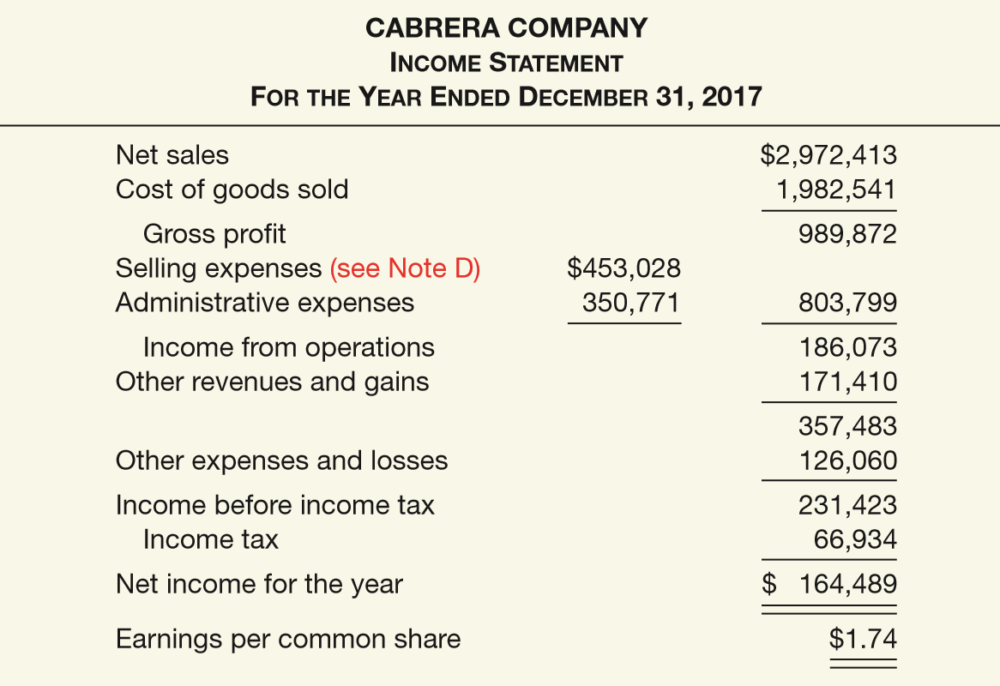 CABRERA COMPANY
INCOME STATEMENT
FOR THE YEAR ENDED DECEMBER 31, 2017
Net sales $2,972,413
Cost of goods sold 1,982,541
Gross profit 989,872
Selling expenses (see Note D) $453,028
Administrative expenses 350,771 803,799
Income from operations 186,073
Other revenues and gains 171,410
357,483
Other expenses and losses 126,060
Income before income tax 231,423
Income tax 66,934
Net income for the year $ 164,489
Earnings per common share $1.74